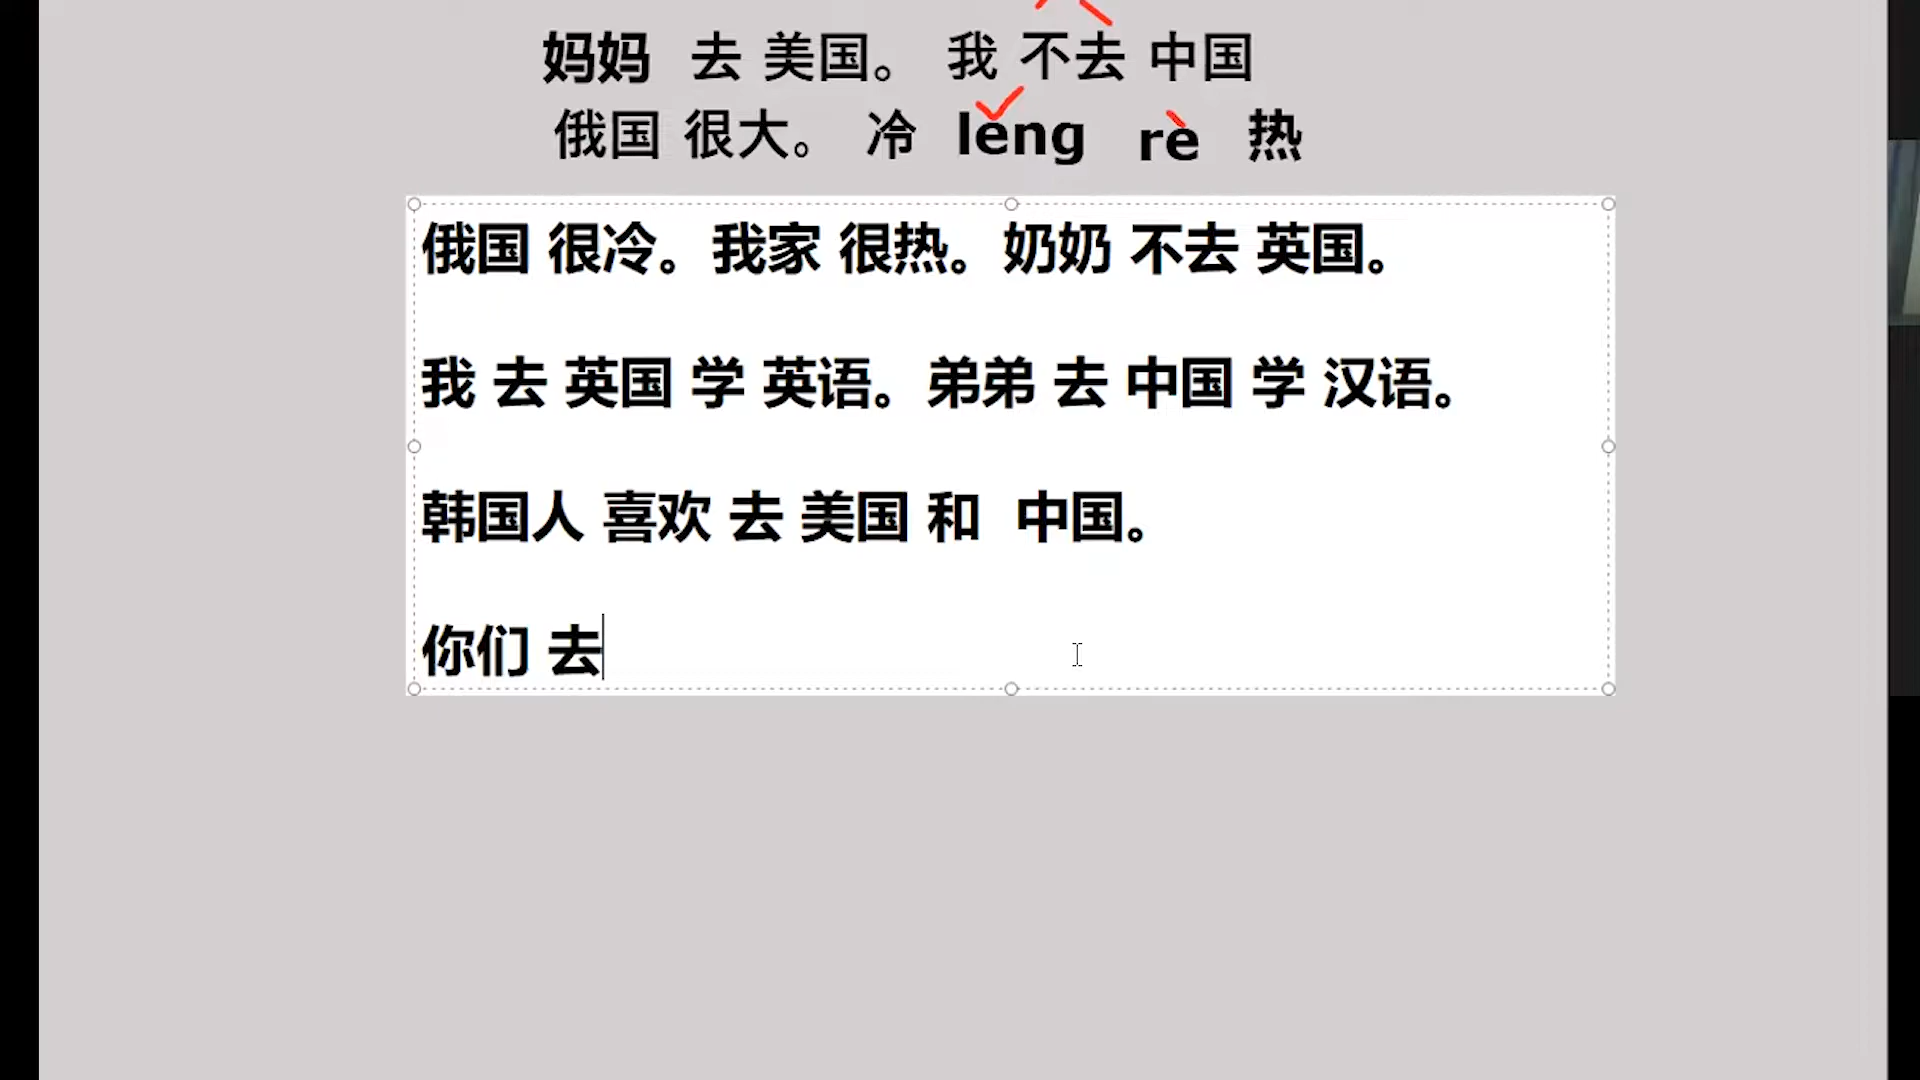 妈妈 去 美国。 我 不去 中国
俄国 很大。 冷 lěng rè 热
俄国 很冷。我家 很热。奶奶 不去 英国。
我 去 英国 学 英语。弟弟 去 中国 学 汉语。
韩国人 喜欢 去 美国 和 中国。
你们 去